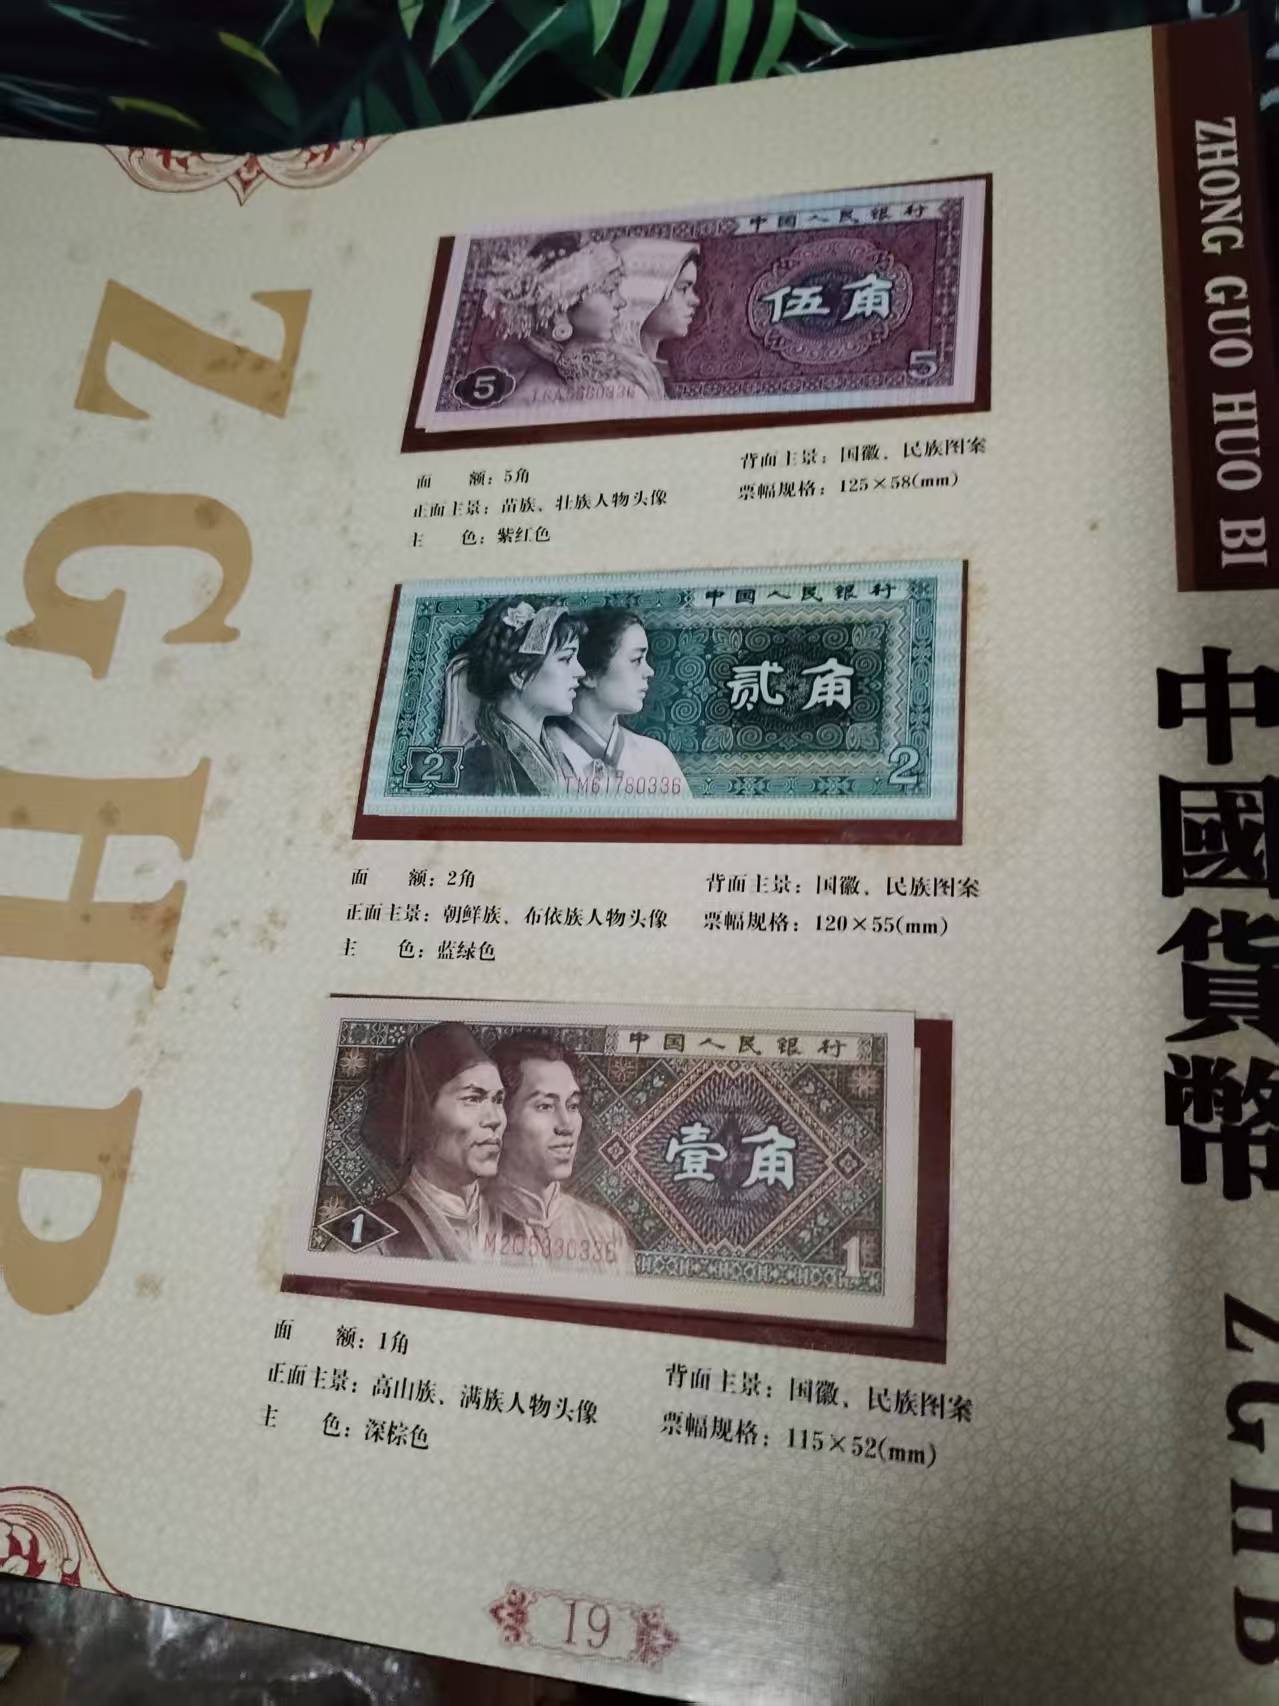 ZGHB
中国人民银行
伍角
5
5
面 额：5角
正面主景：苗族、壮族人物头像
主 色：紫红色
背面主景：国徽、民族图案
票幅规格：125×58(mm)
中国人民银行
贰角
2
TM61760336
2
面 额：2角
正面主景：朝鲜族、布依族人物头像
主 色：蓝绿色
背面主景：国徽、民族图案
票幅规格：120×55(mm)
中国人民银行
壹角
1
1
面 额：1角
正面主景：高山族、满族人物头像
主 色：深棕色
背面主景：国徽、民族图案
票幅规格：115×52(mm)
19
ZHONG GUO HUO BI
中國貨幣
ZGHB